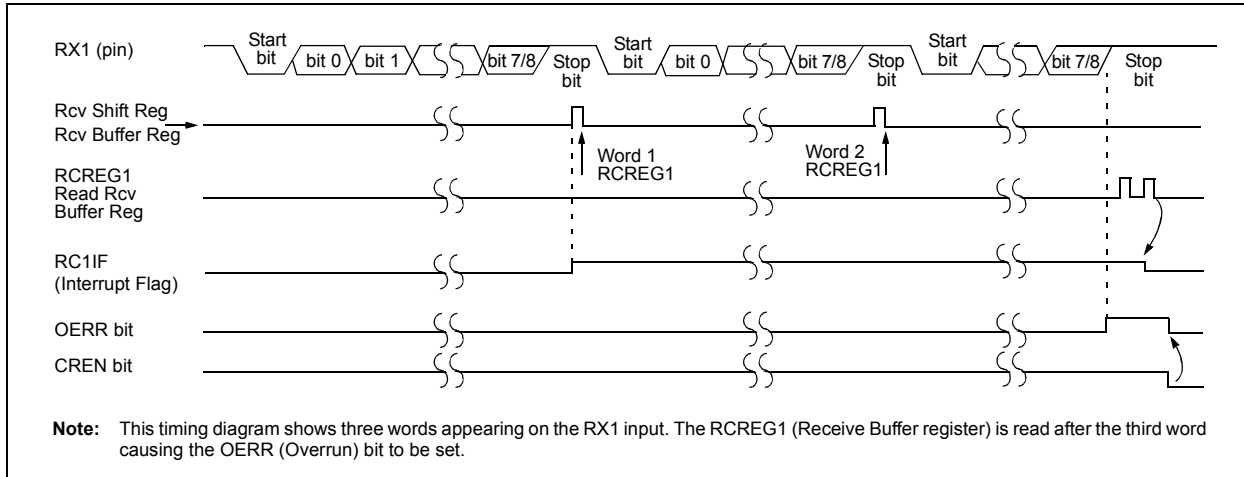 RX1 (pin)
Start bit
bit 0
bit 1
bit 7/8
Stop bit
Start bit
bit 0
bit 7/8
Stop bit
Start bit
bit 7/8
Stop bit
Rcv Shift Reg
Rcv Buffer Reg
Word 1
RCREG1
Word 2
RCREG1
RCREG1
Read Rcv
Buffer Reg
RC1IF
(Interrupt Flag)
OERR bit
CREN bit
Note: This timing diagram shows three words appearing on the RX1 input. The RCREG1 (Receive Buffer register) is read after the third word
causing the OERR (Overrun) bit to be set.